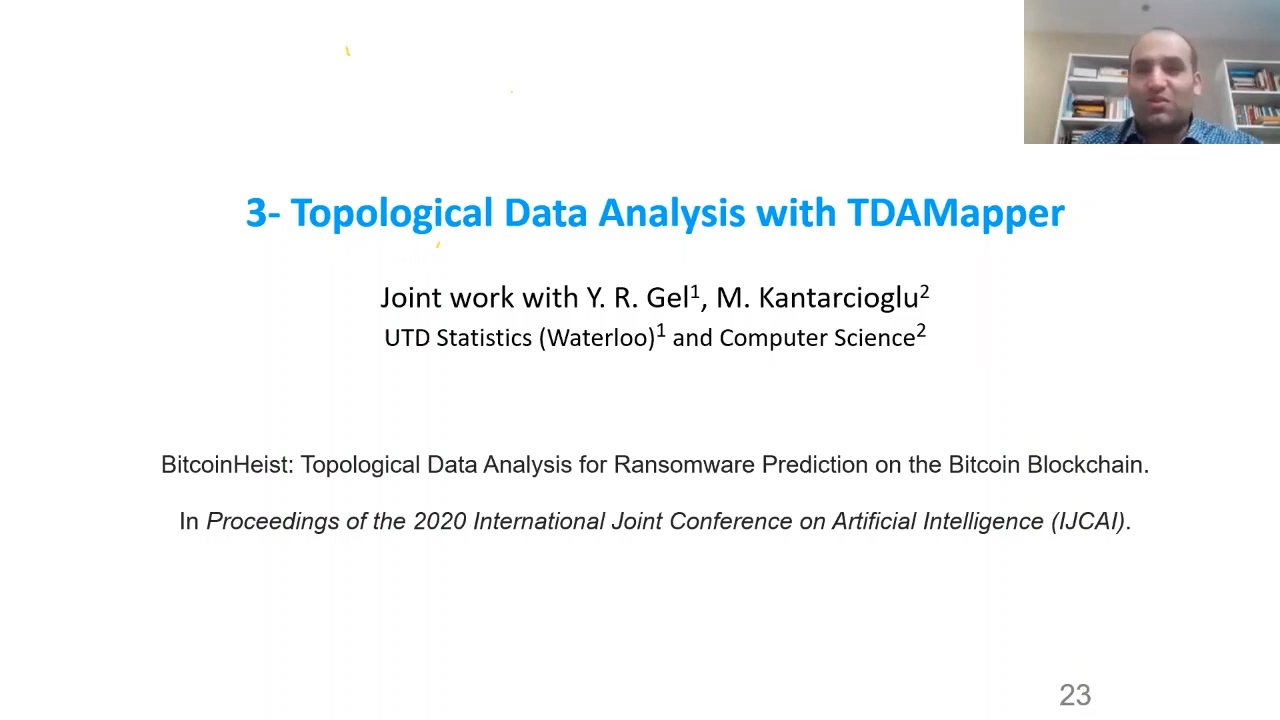 3- Topological Data Analysis with TDAMapper
Joint work with Y. R. Gel¹, M. Kantarcioglu²
UTD Statistics (Waterloo)¹ and Computer Science²
BitcoinHeist: Topological Data Analysis for Ransomware Prediction on the Bitcoin Blockchain.
In Proceedings of the 2020 International Joint Conference on Artificial Intelligence (IJCAI).
23